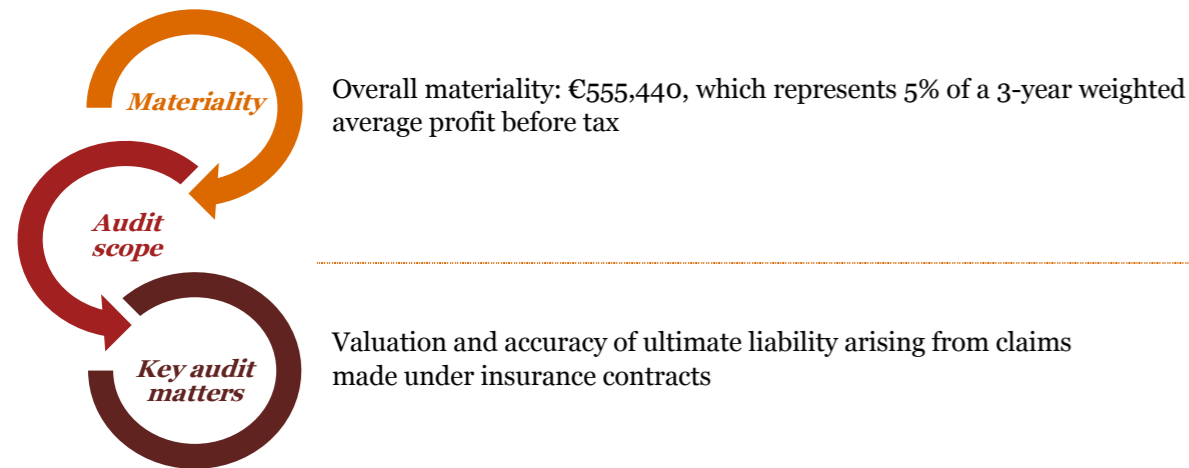 Materiality
Overall materiality: €555,440, which represents 5% of a 3-year weighted
average profit before tax
Audit
scope
Key audit
matters
Valuation and accuracy of ultimate liability arising from claims
made under insurance contracts